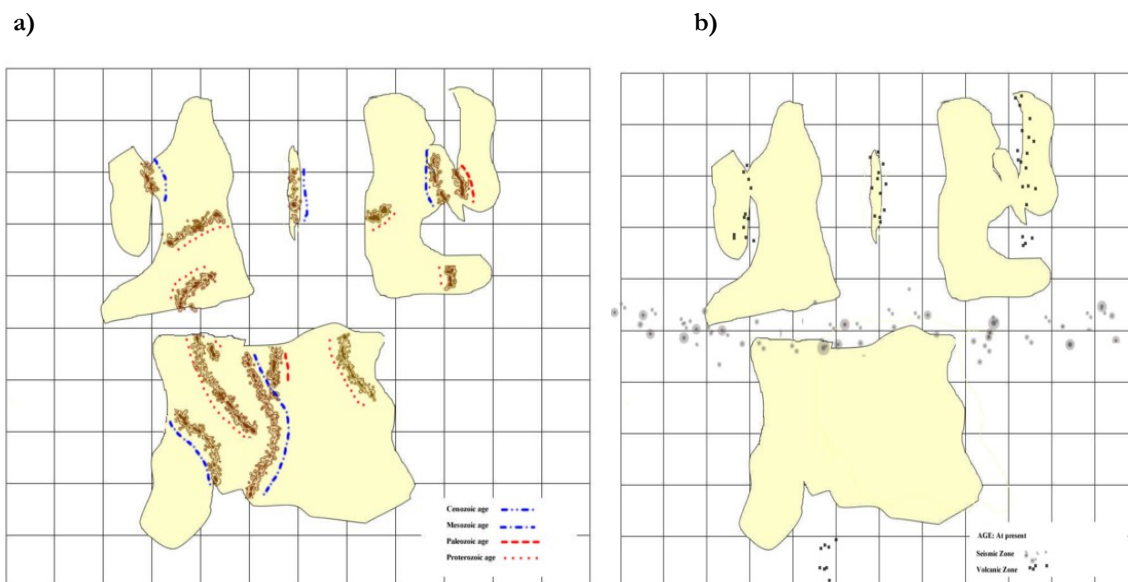 a)
b)
Cenozoic age
Mesozoic age
Paleozoic age
Proterozoic age
AGE: At present
Seismic Zone
Volcanic Zone